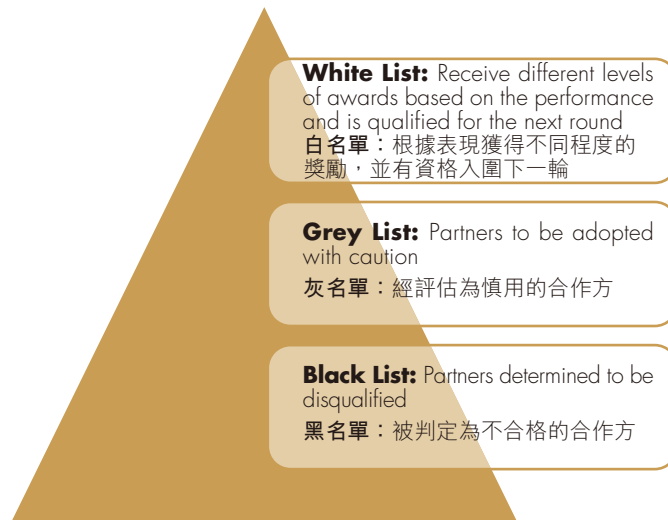 White List: Receive different levels
of awards based on the performance
and is qualified for the next round
白名單：根據表現獲得不同程度的
獎勵，並有資格入圍下一輪
Grey List: Partners to be adopted
with caution
灰名單：經評估為慎用的合作方
Black List: Partners determined to be
disqualified
黑名單：被判定為不合格的合作方